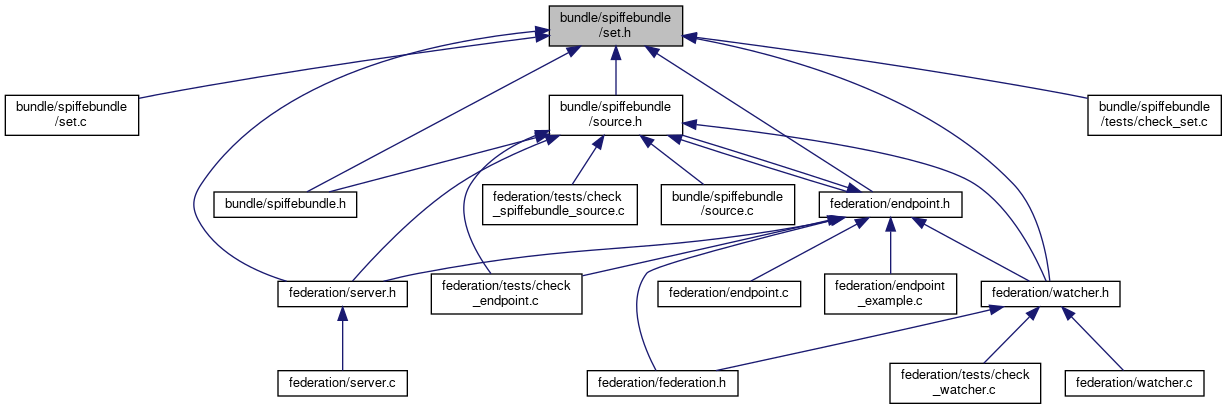 bundle/spiffebundle
/set.h
bundle/spiffebundle
/set.c
bundle/spiffebundle
/source.h
bundle/spiffebundle
/tests/check_set.c
bundle/spiffebundle.h
federation/tests/check
_spiffebundle_source.c
bundle/spiffebundle
/source.c
federation/endpoint.h
federation/server.h
federation/tests/check
_endpoint.c
federation/endpoint.c
federation/endpoint
_example.c
federation/watcher.h
federation/server.c
federation/federation.h
federation/tests/check
_watcher.c
federation/watcher.c